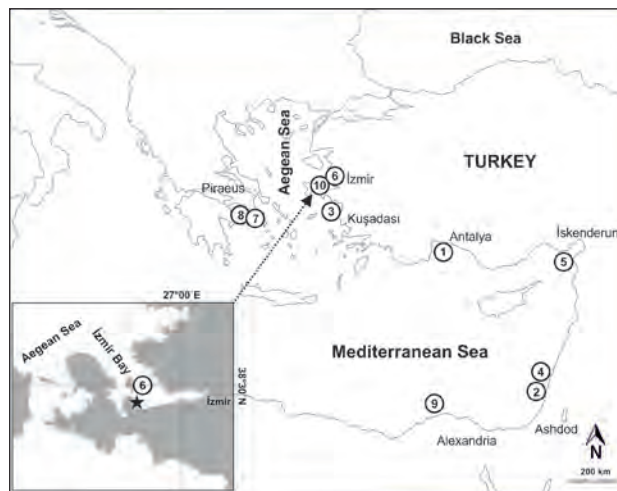 Black Sea
Aegean Sea
TURKEY
6
İzmir
10
Piraeus
3
8
7
Kuşadası
Antalya
1
İskenderun
5
27°00´E
Aegean Sea
İzmir Bay
6
38°30´N
İzmir
Mediterranean Sea
4
2
9
Alexandria
Ashdod
N
200 km